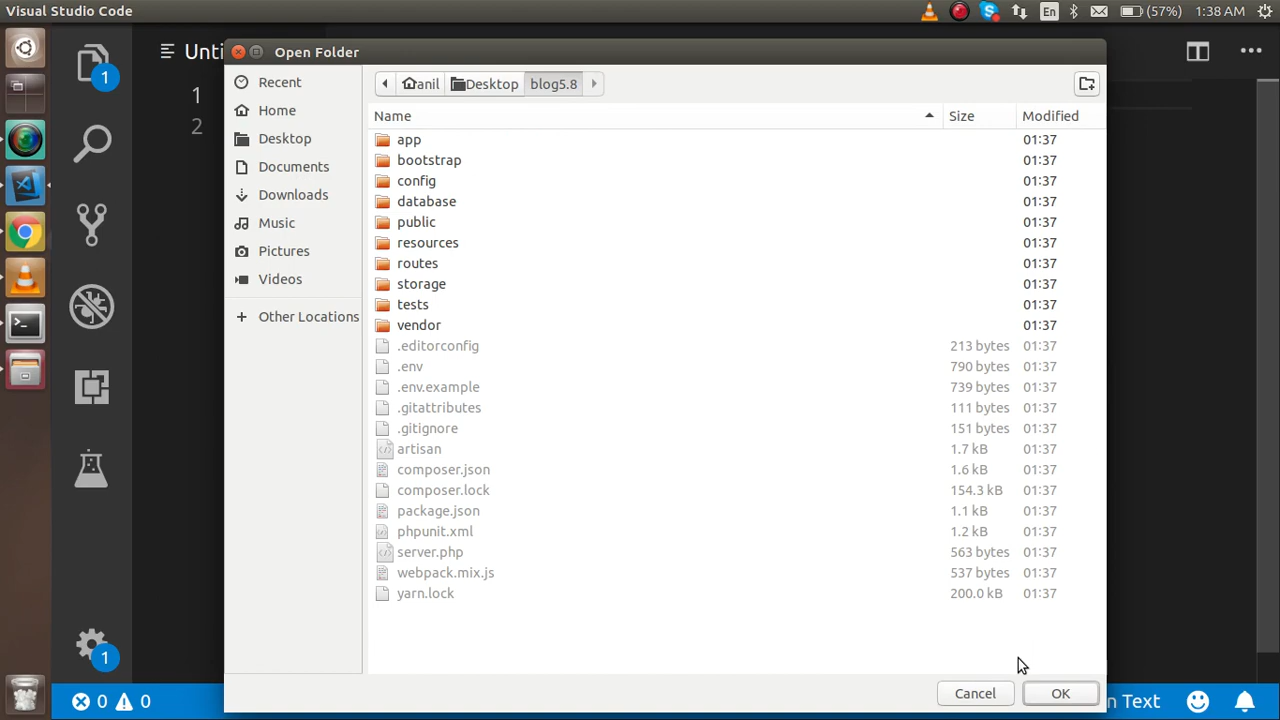 Visual Studio Code
En
(57%)
1:38 AM
Unti
Open Folder
1
Recent
anil
Desktop
blog5.8
1
Home
Name
Size
Modified
2
Desktop
app
01:37
Documents
bootstrap
01:37
Downloads
config
01:37
Music
database
01:37
Pictures
public
01:37
Videos
resources
01:37
Other Locations
routes
01:37
storage
01:37
tests
01:37
vendor
01:37
.editorconfig
213 bytes
01:37
.env
790 bytes
01:37
.env.example
739 bytes
01:37
.gitattributes
111 bytes
01:37
.gitignore
151 bytes
01:37
artisan
1.7 kB
01:37
composer.json
1.6 kB
01:37
composer.lock
154.3 kB
01:37
package.json
1.1 kB
01:37
phpunit.xml
1.2 kB
01:37
server.php
563 bytes
01:37
webpack.mix.js
537 bytes
01:37
yarn.lock
200.0 kB
01:37
1
Cancel
OK
0
0
n Text